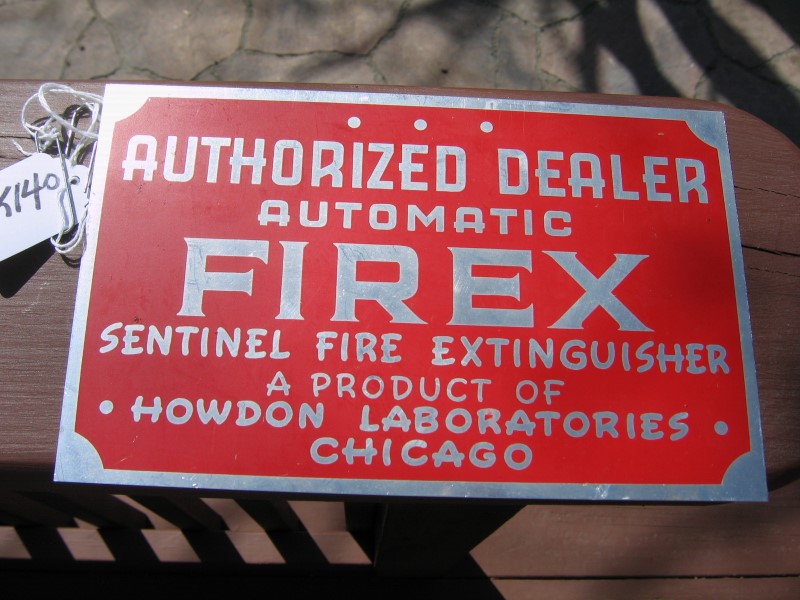 AUTHORIZED DEALER
AUTOMATIC
FIREX
SENTINEL FIRE EXTINGUISHER
A PRODUCT OF
• HOWDON LABORATORIES •
CHICAGO